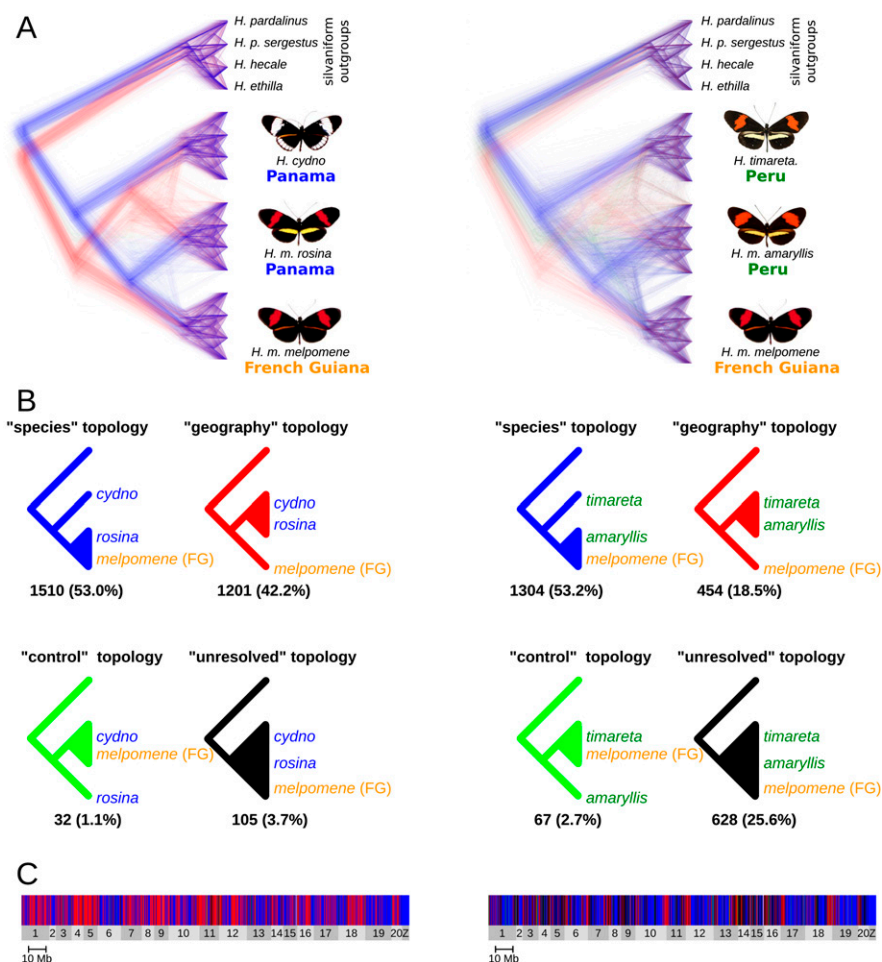 A
H. pardalinus
H. p. sergestus
H. hecale
H. ethilla
silvaniform
outgroups
H. cydno
Panama
H. m. rosina
Panama
H. m. melpomene
French Guiana
H. pardalinus
H. p. sergestus
H. hecale
H. ethilla
silvaniform
outgroups
H. timareta.
Peru
H. m. amaryllis
Peru
H. m. melpomene
French Guiana
B
"species" topology
cydno
rosina
melpomene (FG)
1510 (53.0%)
"geography" topology
cydno
rosina
melpomene (FG)
1201 (42.2%)
"species" topology
timareta
amaryllis
melpomene (FG)
1304 (53.2%)
"geography" topology
timareta
amaryllis
melpomene (FG)
454 (18.5%)
"control" topology
cydno
melpomene (FG)
rosina
32 (1.1%)
"unresolved" topology
cydno
rosina
melpomene (FG)
105 (3.7%)
"control" topology
timareta
melpomene (FG)
amaryllis
67 (2.7%)
"unresolved" topology
timareta
amaryllis
melpomene (FG)
628 (25.6%)
C
1 2 3 4 5 6 7 8 9 10 11 12 13 14 15 16 17 18 19 20Z
10 Mb
1 2 3 4 5 6 7 8 9 10 11 12 13 14 15 16 17 18 19 20Z
10 Mb